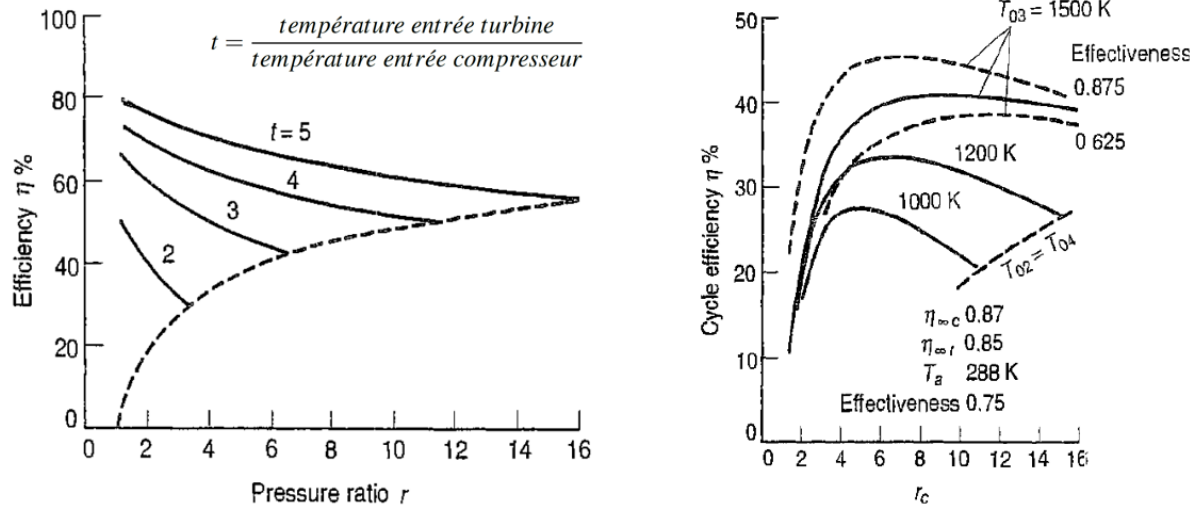 100
80
60
40
20
0
Efficiency η %
t = température entrée turbine
température entrée compresseur
t = 5
4
3
2
0 2 4 6 8 10 12 14 16
Pressure ratio r
50
40
30
20
10
0
Cycle efficiency η %
T03 = 1500 K
Effectiveness
0.875
0.625
1200 K
1000 K
T02 = T04
η∞c 0.87
η∞t 0.85
Ta 288 K
Effectiveness 0.75
0 2 4 6 8 10 12 14 16
rc